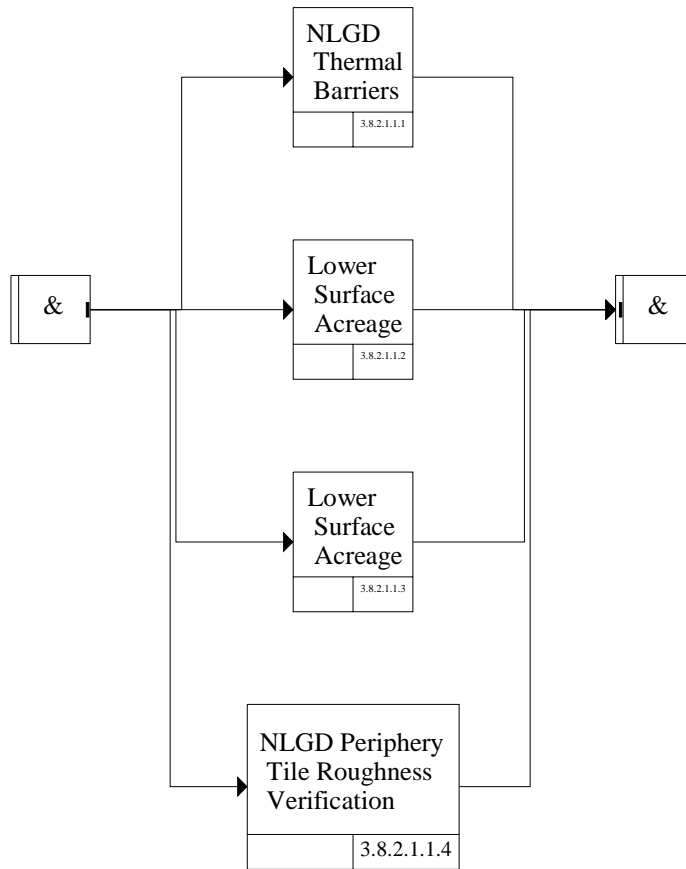 NLGD
Thermal
Barriers
3.8.2.1.1.1
&
Lower
Surface
Acreage
3.8.2.1.1.2
&
Lower
Surface
Acreage
3.8.2.1.1.3
NLGD Periphery
Tile Roughness
Verification
3.8.2.1.1.4